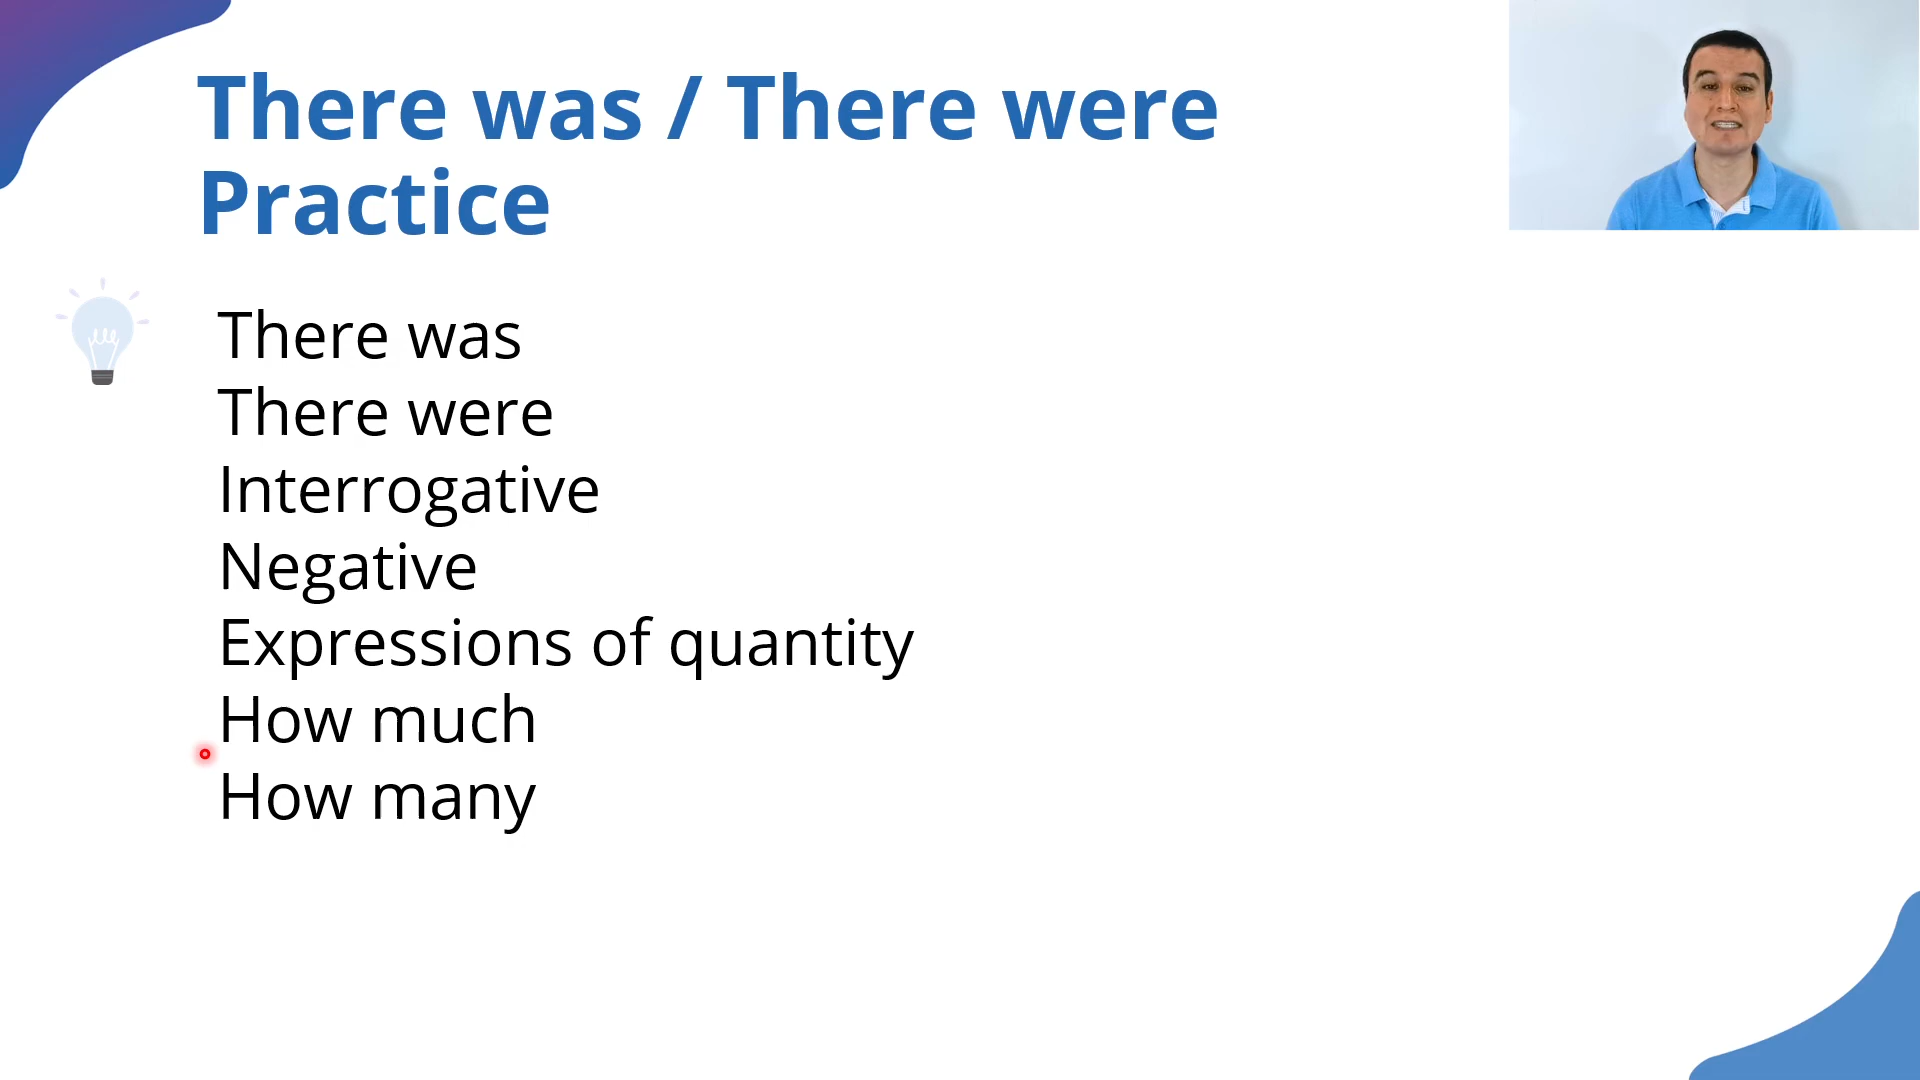 There was / There were
Practice
There was
There were
Interrogative
Negative
Expressions of quantity
How much
How many